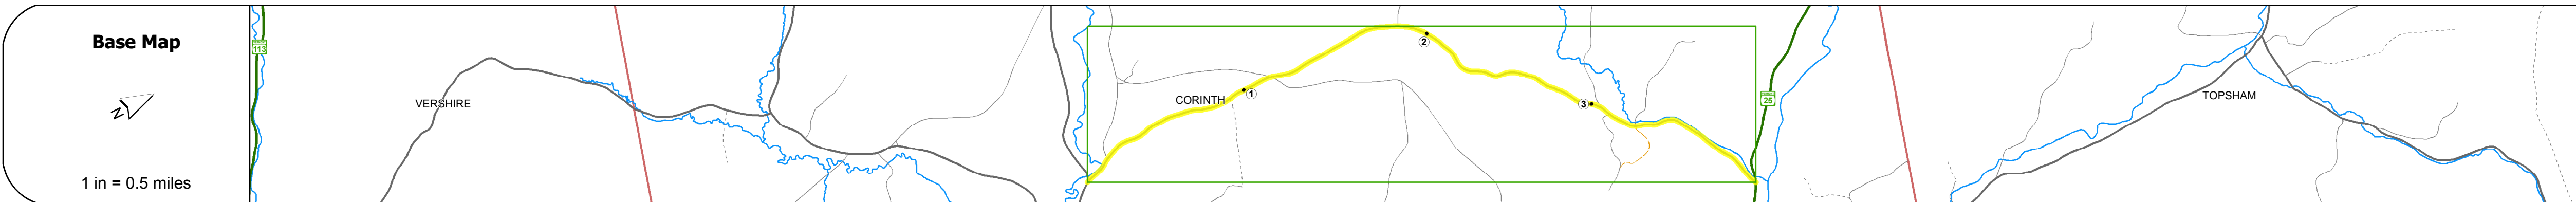 Base Map
N
1 in = 0.5 miles
113
VERSHIRE
CORINTH
1
2
3
25
TOPSHAM